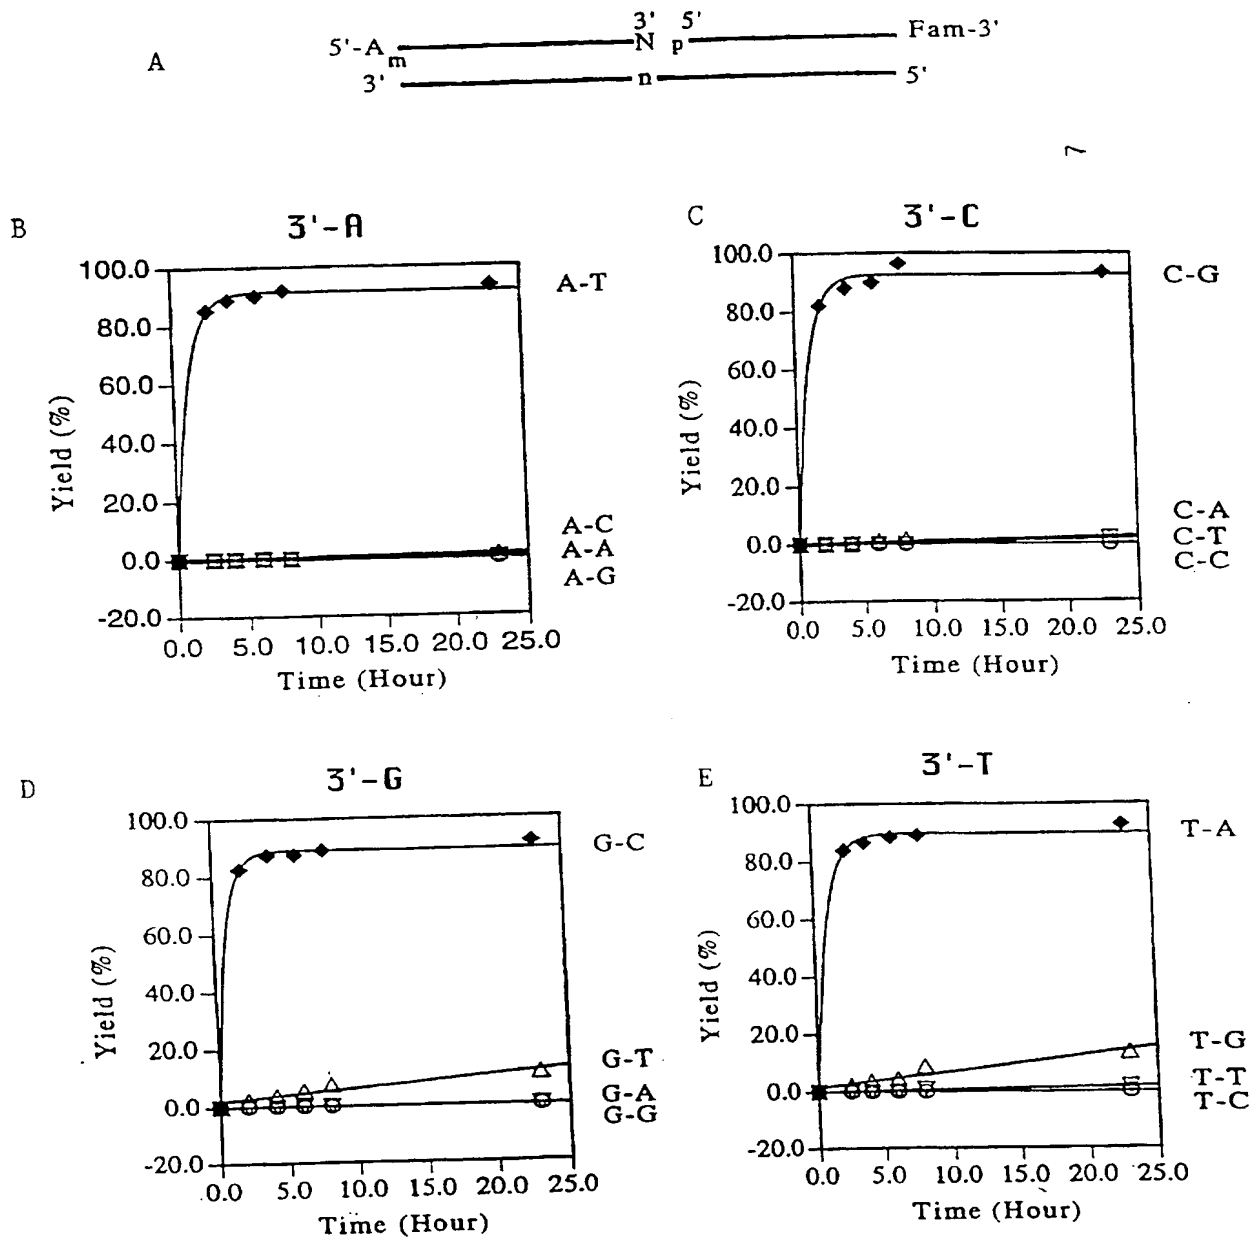 A
3' 5'
5'-Am N p Fam-3'
3' n 5'
7
B
3'-A
100.0
80.0
60.0
40.0
20.0
0.0
-20.0
Yield (%)
0.0 5.0 10.0 15.0 20.0 25.0
Time (Hour)
A-T
A-C
A-A
A-G
C
3'-C
100.0
80.0
60.0
40.0
20.0
0.0
-20.0
Yield (%)
0.0 5.0 10.0 15.0 20.0 25.0
Time (Hour)
C-G
C-A
C-T
C-C
D
3'-G
100.0
80.0
60.0
40.0
20.0
0.0
-20.0
Yield (%)
0.0 5.0 10.0 15.0 20.0 25.0
Time (Hour)
G-C
G-T
G-A
G-G
E
3'-T
100.0
80.0
60.0
40.0
20.0
0.0
-20.0
Yield (%)
0.0 5.0 10.0 15.0 20.0 25.0
Time (Hour)
T-A
T-G
T-T
T-C